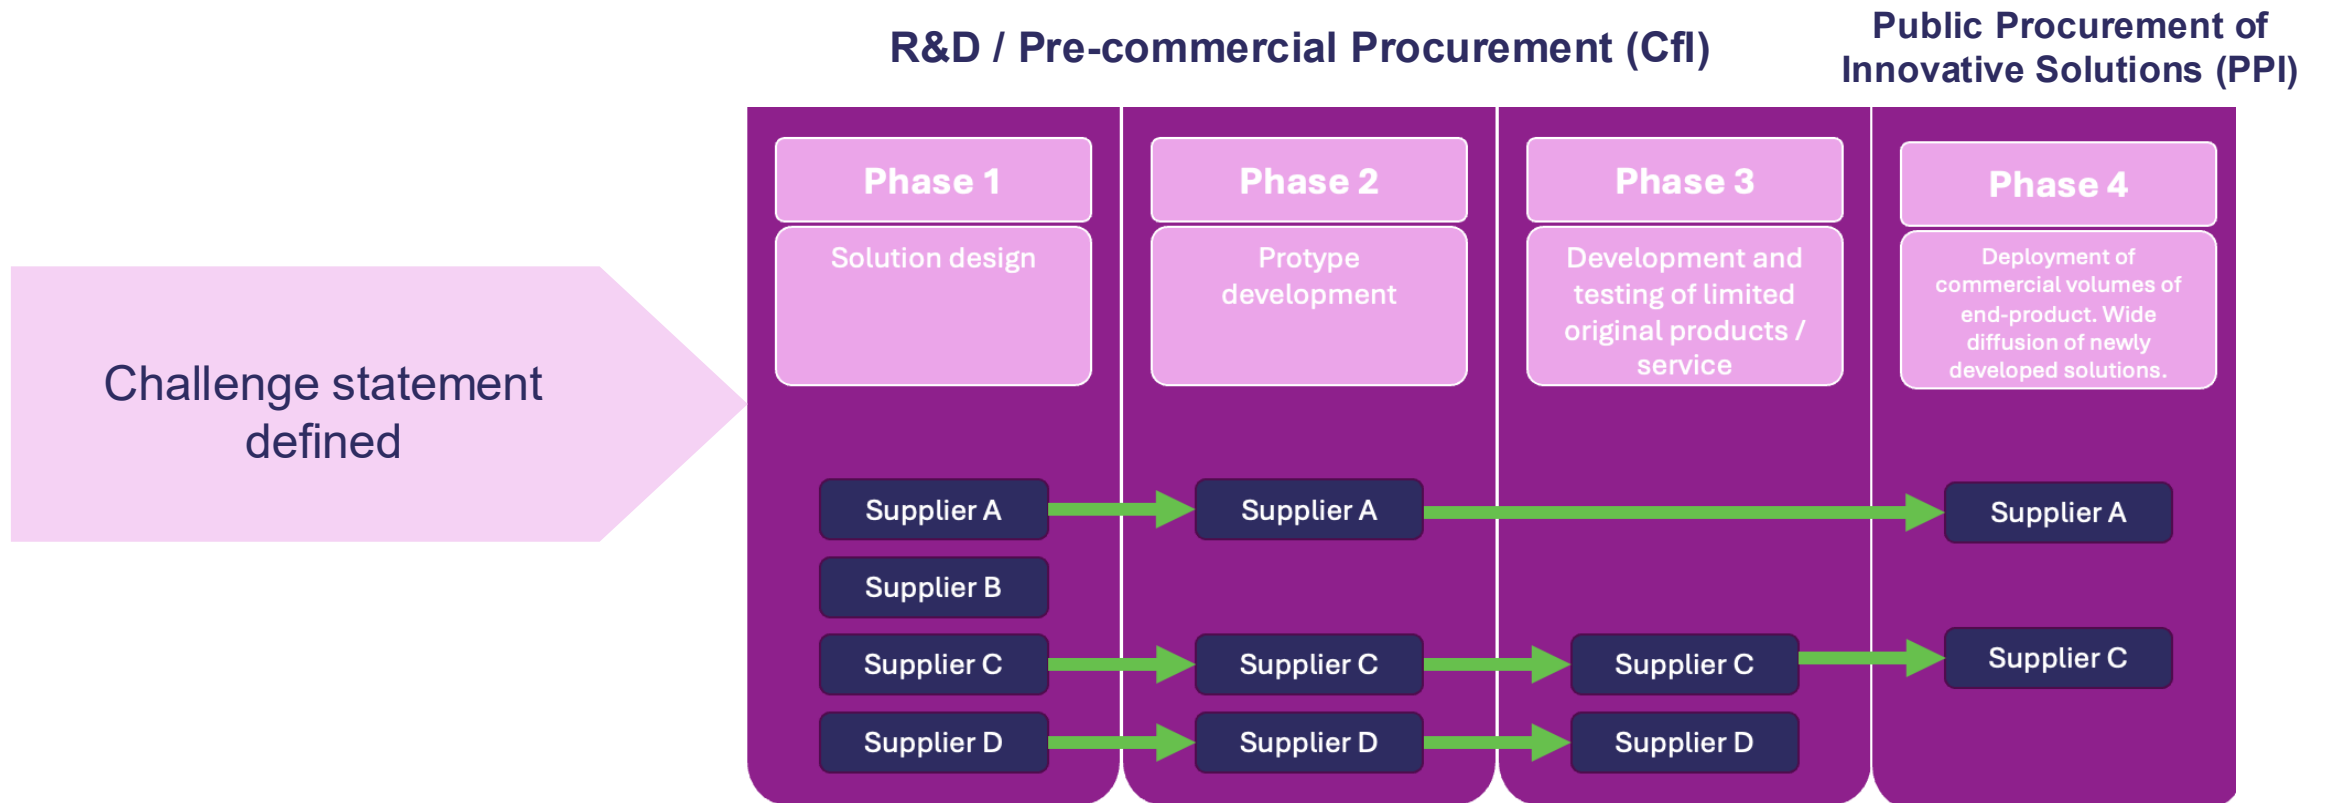 R&D / Pre-commercial Procurement (CfI)
Public Procurement of
Innovative Solutions (PPI)
Challenge statement
defined
Phase 1
Solution design
Phase 2
Protype
development
Phase 3
Development and
testing of limited
original products /
service
Phase 4
Deployment of
commercial volumes of
end-product. Wide
diffusion of newly
developed solutions.
Supplier A
Supplier A
Supplier A
Supplier B
Supplier C
Supplier C
Supplier C
Supplier C
Supplier D
Supplier D
Supplier D